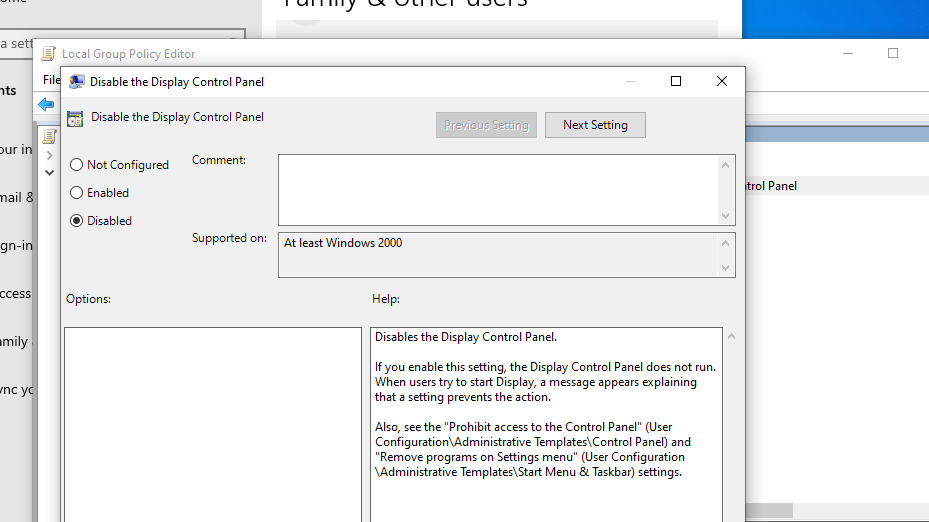 Family & other users
Local Group Policy Editor
File
Disable the Display Control Panel
Disable the Display Control Panel
Previous Setting
Next Setting
Not Configured
Comment:
Enabled
Disabled
Supported on:
At least Windows 2000
Options:
Help:
Disables the Display Control Panel.
If you enable this setting, the Display Control Panel does not run.
When users try to start Display, a message appears explaining
that a setting prevents the action.
Also, see the "Prohibit access to the Control Panel" (User
Configuration\Administrative Templates\Control Panel) and
"Remove programs on Settings menu" (User Configuration
\Administrative Templates\Start Menu & Taskbar) settings.
ntrol Panel
a sett
nts
our in
mail &
gn-in
ccess
amily
ync yo